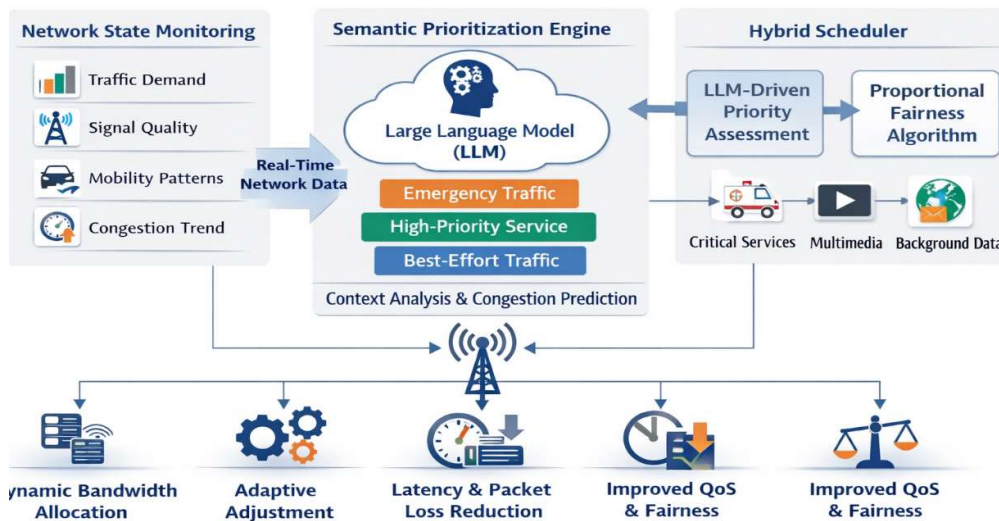 Network State Monitoring
Traffic Demand
Signal Quality
Mobility Patterns
Congestion Trend
Real-Time
Network Data
Semantic Prioritization Engine
Large Language Model
(LLM)
Emergency Traffic
High-Priority Service
Best-Effort Traffic
Context Analysis & Congestion Prediction
Hybrid Scheduler
LLM-Driven
Priority
Assessment
Proportional
Fairness
Algorithm
Critical Services
Multimedia
Background Data
ynamic Bandwidth
Allocation
Adaptive
Adjustment
Latency & Packet
Loss Reduction
Improved QoS
& Fairness
Improved QoS
& Fairness